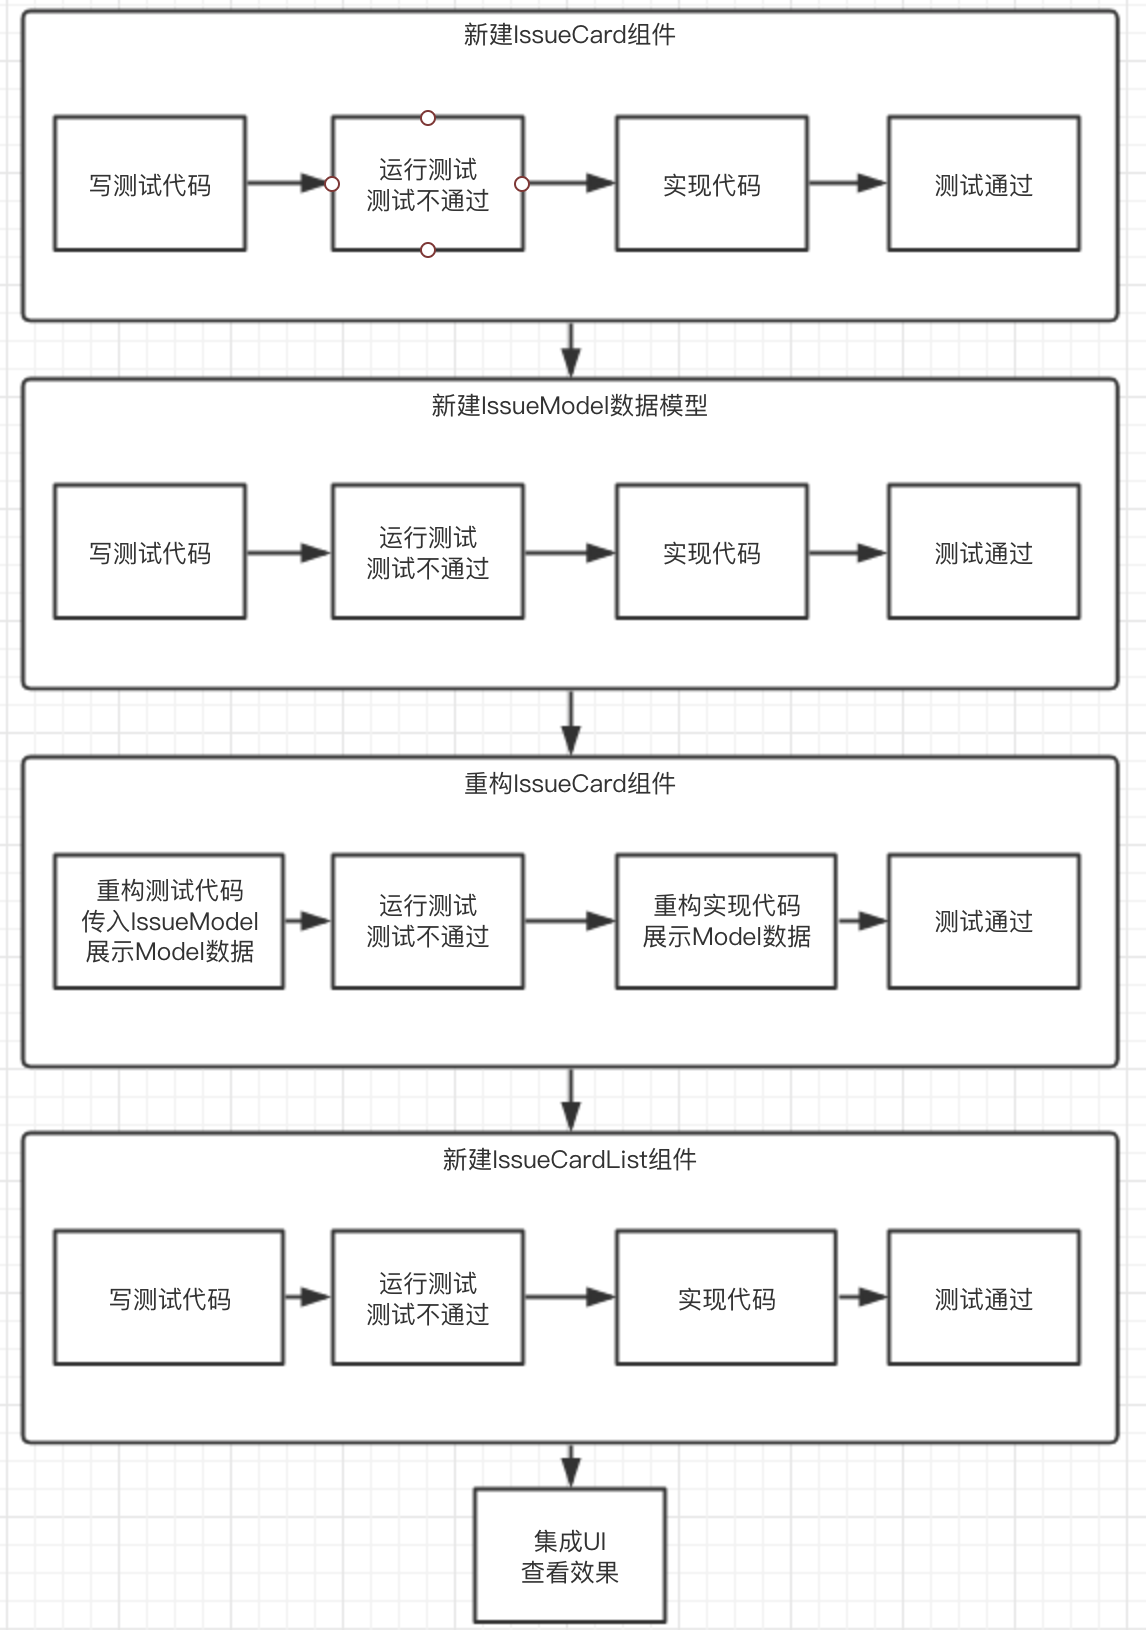 新建IssueCard组件
写测试代码
运行测试
测试不通过
实现代码
测试通过
新建IssueModel数据模型
写测试代码
运行测试
测试不通过
实现代码
测试通过
重构IssueCard组件
重构测试代码
传入IssueModel
展示Model数据
运行测试
测试不通过
重构实现代码
展示Model数据
测试通过
新建IssueCardList组件
写测试代码
运行测试
测试不通过
实现代码
测试通过
集成UI
查看效果